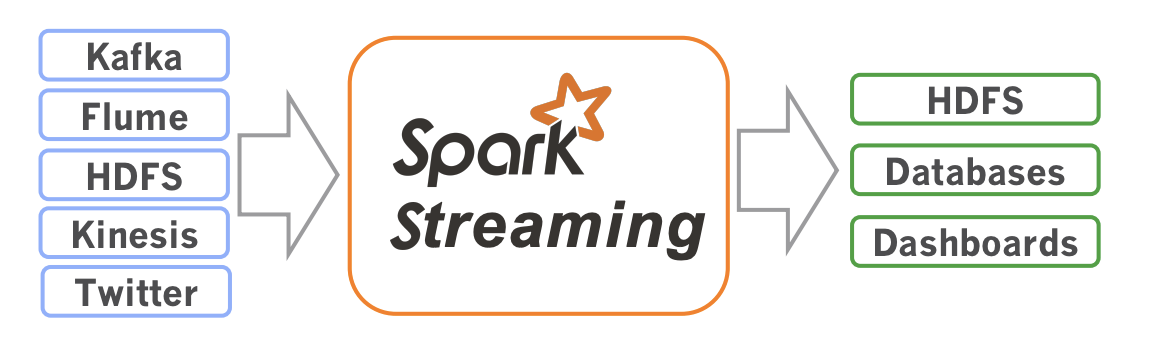 Kafka
Flume
HDFS
Kinesis
Twitter
Spark
Streaming
HDFS
Databases
Dashboards